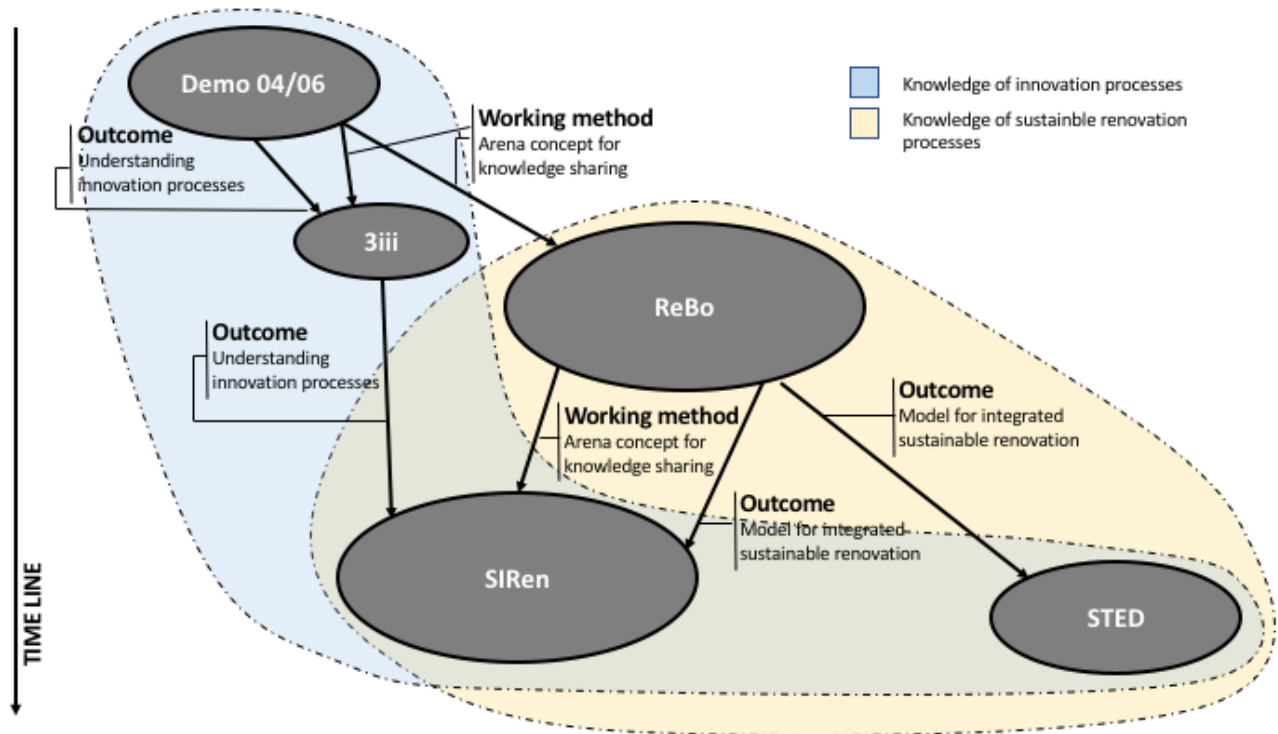 Demo 04/06
Knowledge of innovation processes
Knowledge of sustainble renovation
processes
Working method
Arena concept for
knowledge sharing
Outcome
Understanding
innovation processes
3iii
ReBo
Outcome
Understanding
innovation processes
Outcome
Model for integrated
sustainable renovation
Working method
Arena concept for
knowledge sharing
Outcome
Model for integrated
sustainable renovation
SIRen
STED
TIME LINE